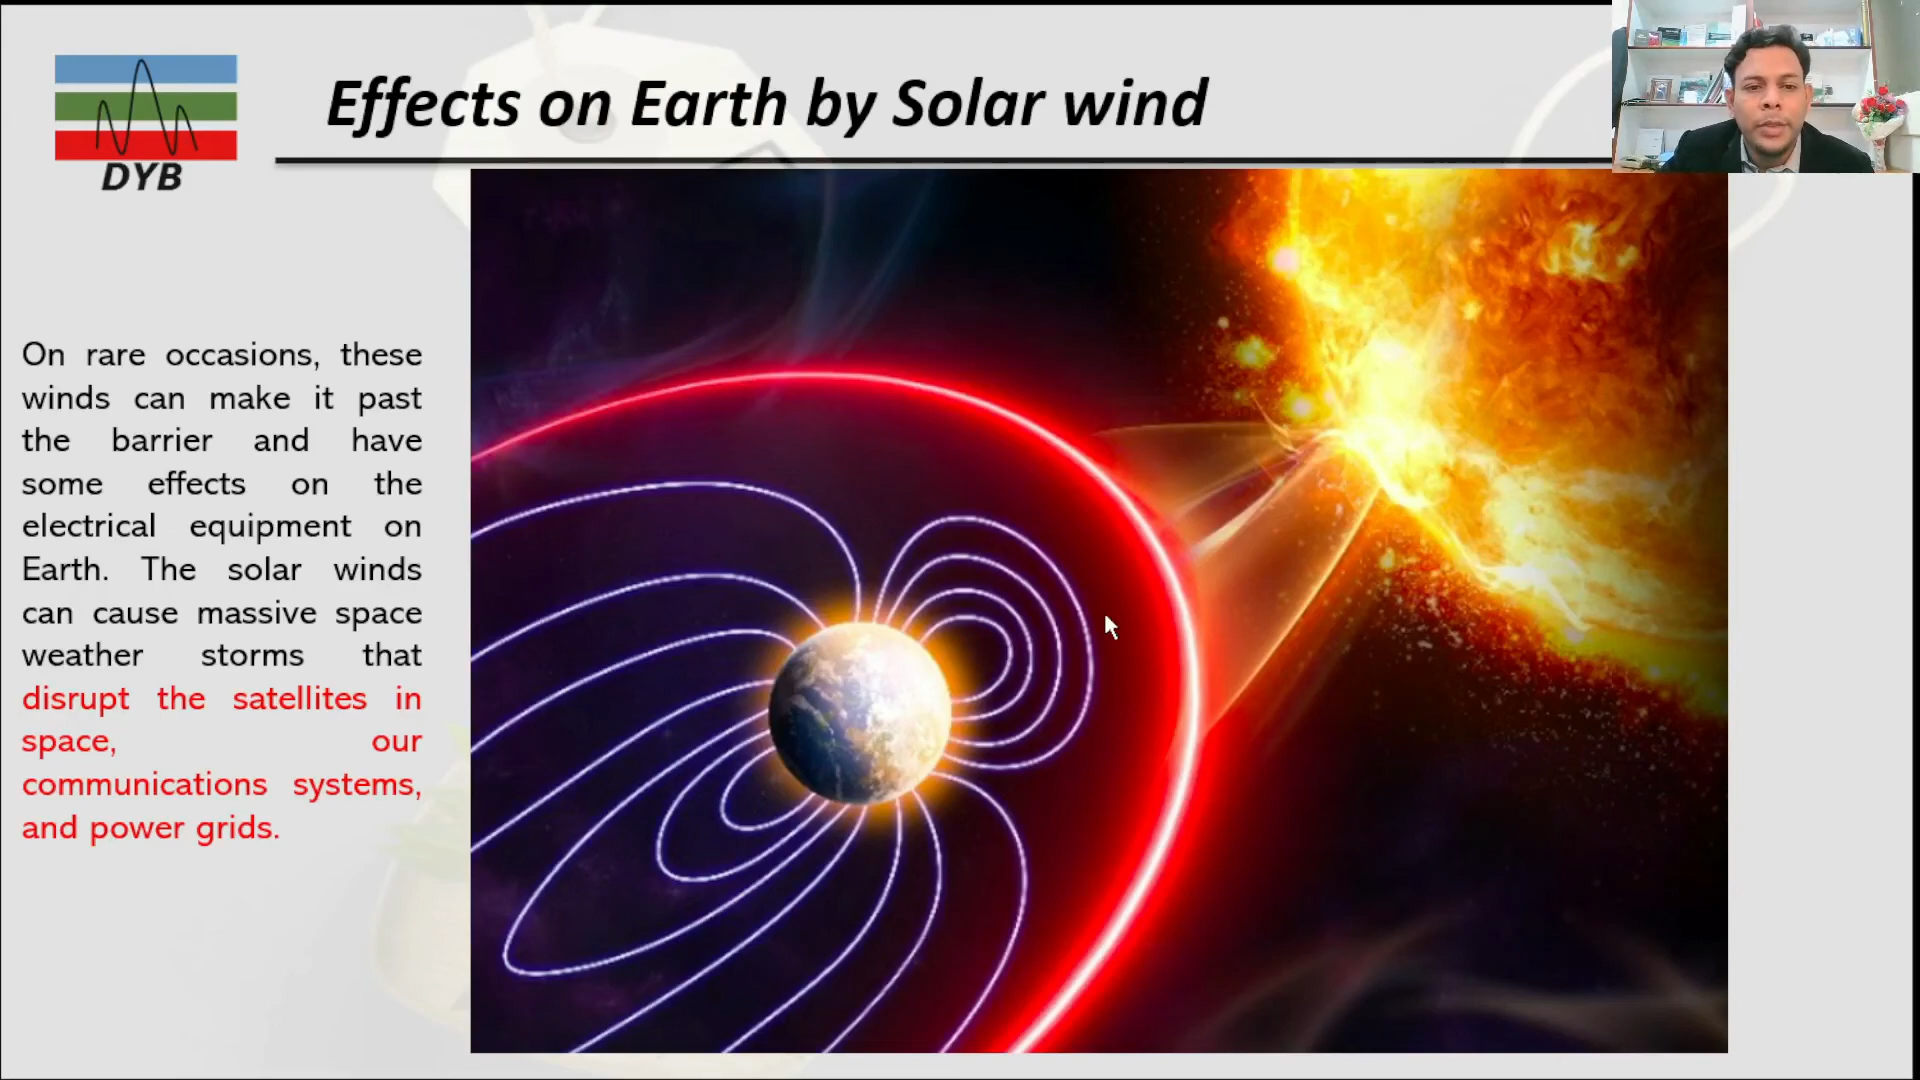 Effects on Earth by Solar wind
DYB
On rare occasions, these
winds can make it past
the barrier and have
some effects on the
electrical equipment on
Earth. The solar winds
can cause massive space
weather storms that
disrupt the satellites in
space, our
communications systems,
and power grids.